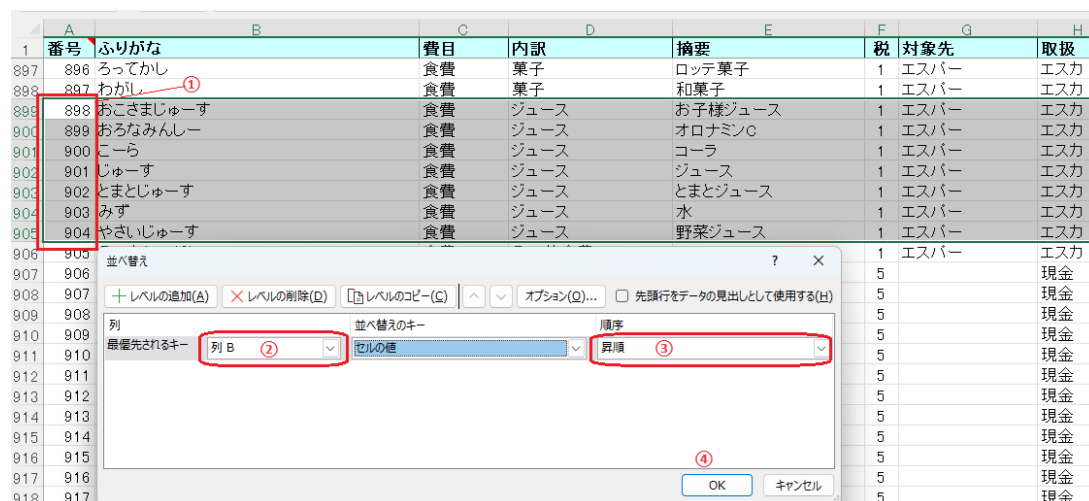 A B C D E F G H
1 番号 ふりがな 費目 内訳 摘要 税 対象先 取扱
897 896 ろってかし 食費 菓子 ロッテ菓子 1 エスパー エスカ
898 897 わがし 食費 菓子 和菓子 1 エスパー エスカ
①
899 898 おこさまじゅーす 食費 ジュース お子様ジュース 1 エスパー エスカ
900 899 おろなみんしー 食費 ジュース オロナミンC 1 エスパー エスカ
901 900 こーら 食費 ジュース コーラ 1 エスパー エスカ
902 901 じゅーす 食費 ジュース ジュース 1 エスパー エスカ
903 902 とまとじゅーす 食費 ジュース とまとジュース 1 エスパー エスカ
904 903 みず 食費 ジュース 水 1 エスパー エスカ
905 904 やさいじゅーす 食費 ジュース 野菜ジュース 1 エスパー エスカ
906 905 1 エスパー エスカ
並べ替え ? ×
907 906 5 現金
908 907 レベルの追加(A) レベルの削除(D) レベルのコピー(C) オプション(O)... 先頭行をデータの見出しとして使用する(H) 5 現金
909 908 5 現金
列 並べ替えのキー 順序
910 909 5 現金
最優先されるキー 列 B ② セルの値 昇順 ③
911 910 5 現金
912 911 5 現金
913 912 5 現金
914 913 5 現金
915 914 5 現金
916 915 5 現金
④
917 916 5 現金
OK キャンセル
918 917 5 現金